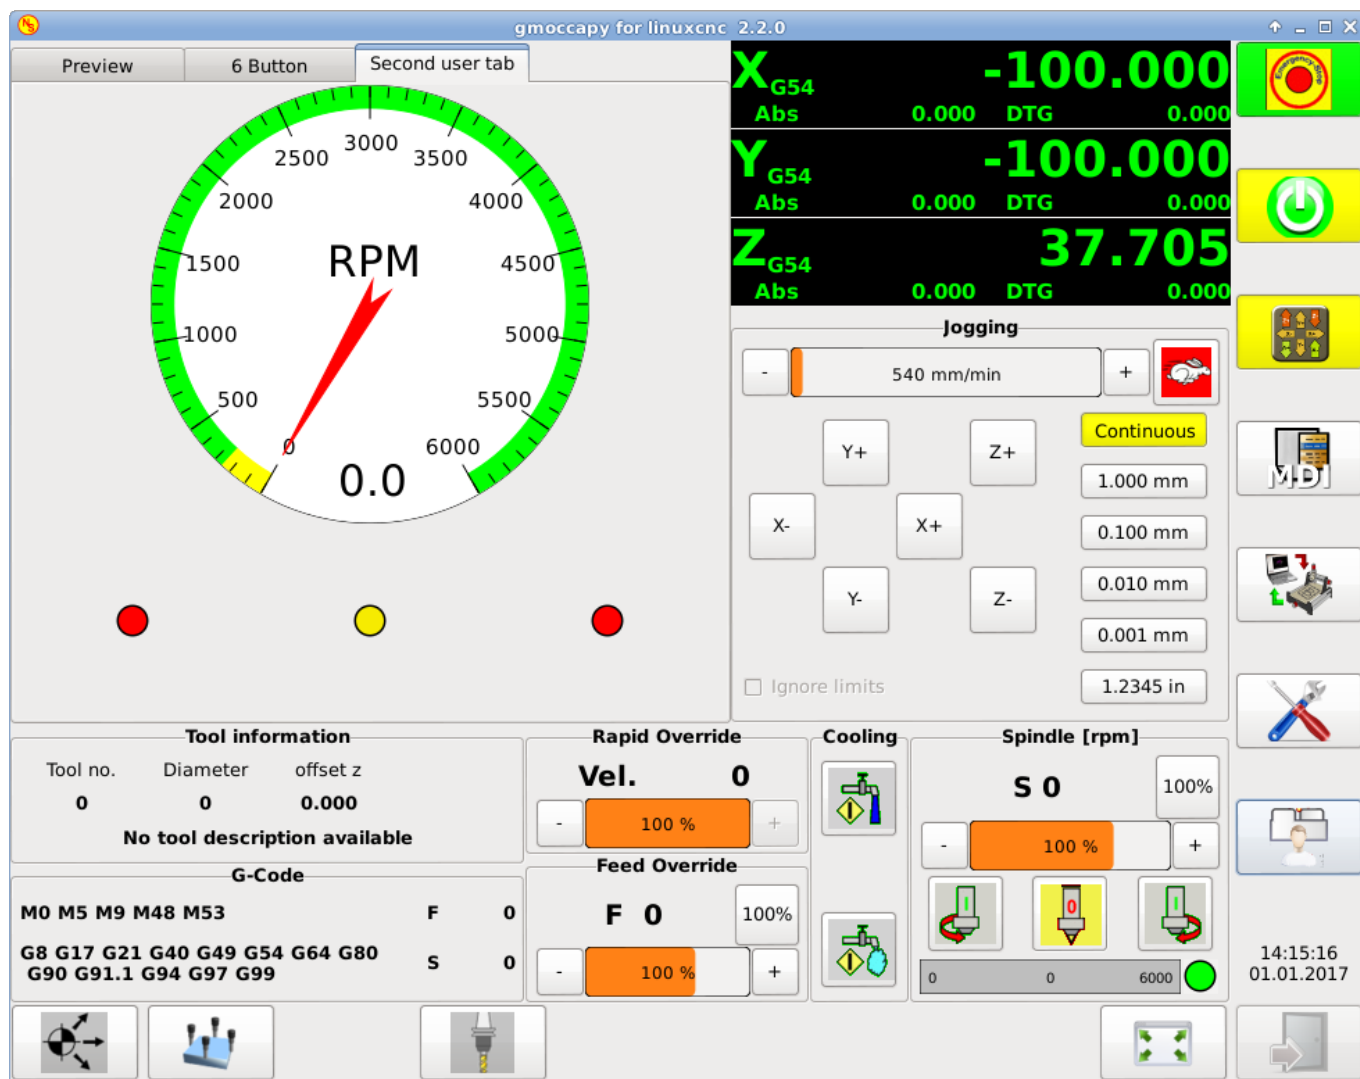 gmoccapy for linuxcnc 2.2.0
Preview
6 Button
Second user tab
3000
2500
3500
2000
4000
1500
4500
RPM
1000
5000
500
5500
0
6000
0.0
X G54 -100.000
Abs 0.000 DTG 0.000
Y G54 -100.000
Abs 0.000 DTG 0.000
Z G54 37.705
Abs 0.000 DTG 0.000
Emergency-Stop
Jogging
-
540 mm/min
+
Continuous
Y+
Z+
1.000 mm
X-
X+
0.100 mm
0.010 mm
Y-
Z-
0.001 mm
Ignore limits
1.2345 in
MDI
Tool information
Tool no. Diameter offset z
0 0 0.000
No tool description available
G-Code
M0 M5 M9 M48 M53
F 0
G8 G17 G21 G40 G49 G54 G64 G80
G90 G91.1 G94 G97 G99
S 0
Rapid Override
Vel. 0
- 100 % +
Feed Override
F 0 100%
- 100 % +
Cooling
Spindle [rpm]
S 0 100%
- 100 % +
I 0 I
0 0 6000
14:15:16
01.01.2017